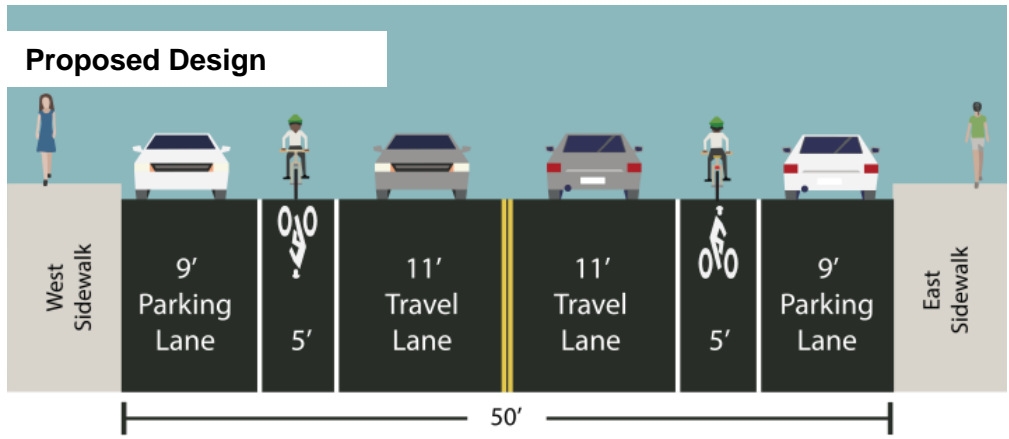 Proposed Design
West
Sidewalk
9'
Parking
Lane
5'
11'
Travel
Lane
11'
Travel
Lane
5'
9'
Parking
Lane
East
Sidewalk
50'